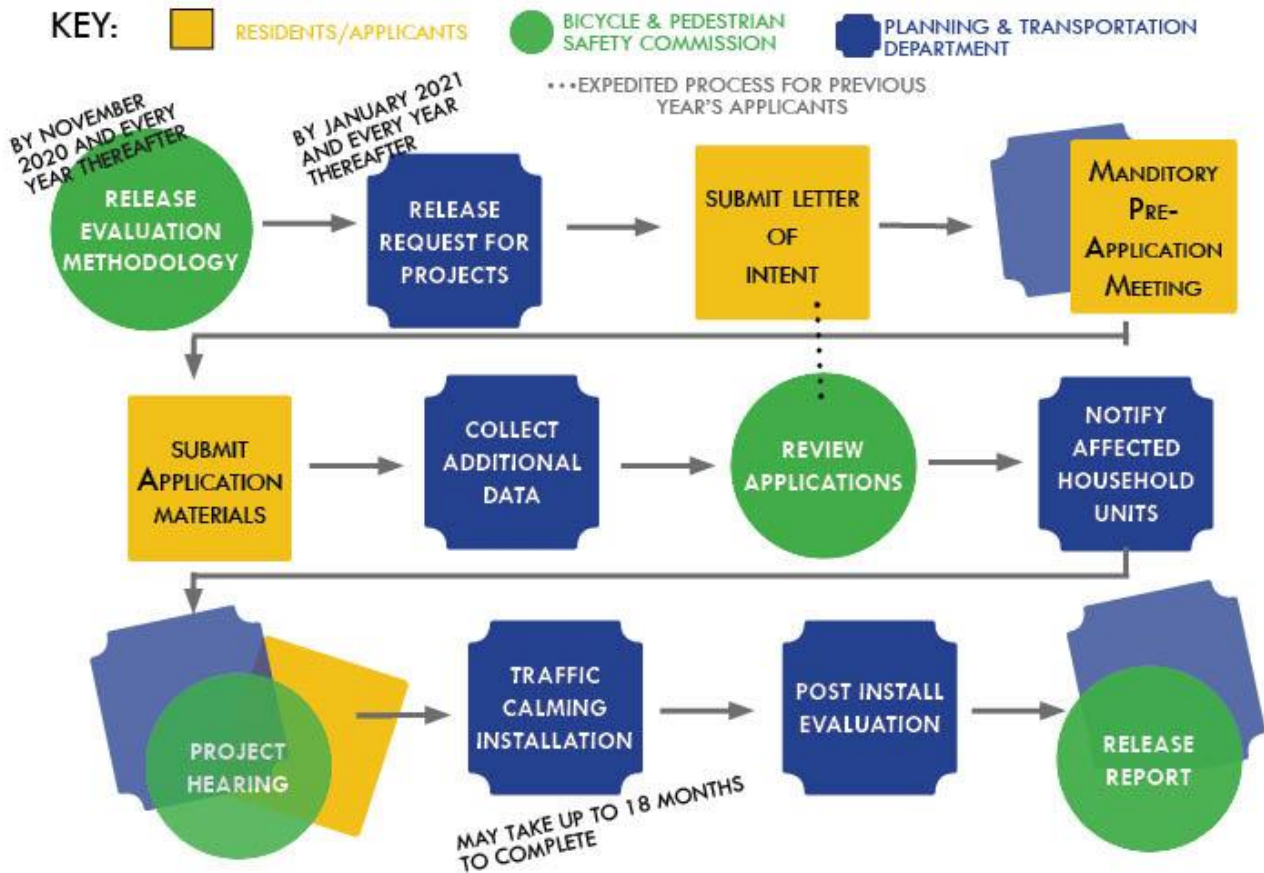 KEY:
RESIDENTS/APPLICANTS
BICYCLE & PEDESTRIAN
SAFETY COMMISSION
PLANNING & TRANSPORTATION
DEPARTMENT
•••EXPEDITED PROCESS FOR PREVIOUS
YEAR'S APPLICANTS
BY NOVEMBER
2020 AND EVERY
YEAR THEREAFTER
RELEASE
EVALUATION
METHODOLOGY
BY JANUARY 2021
AND EVERY YEAR
THEREAFTER
RELEASE
REQUEST FOR
PROJECTS
SUBMIT LETTER
OF
INTENT
MANDITORY
PRE-
APPLICATION
MEETING
SUBMIT
APPLICATION
MATERIALS
COLLECT
ADDITIONAL
DATA
REVIEW
APPLICATIONS
NOTIFY
AFFECTED
HOUSEHOLD
UNITS
PROJECT
HEARING
TRAFFIC
CALMING
INSTALLATION
MAY TAKE UP TO 18 MONTHS
TO COMPLETE
POST INSTALL
EVALUATION
RELEASE
REPORT